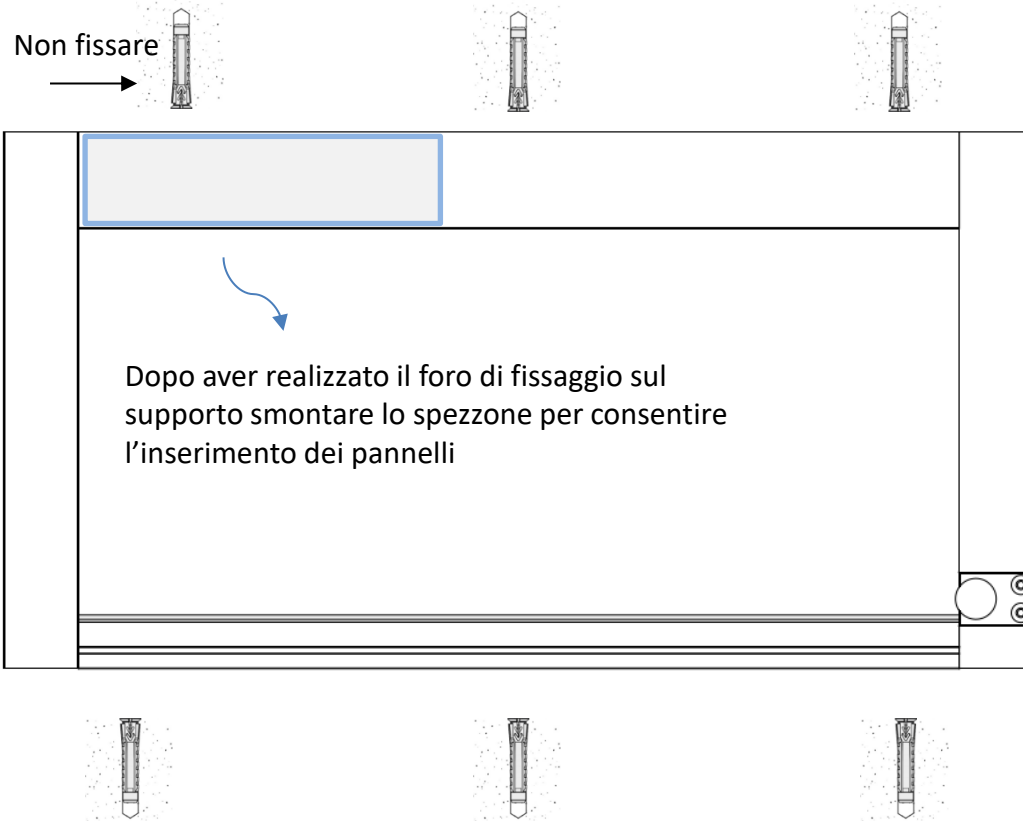 Non fissare
Dopo aver realizzato il foro di fissaggio sul
supporto smontare lo spezzone per consentire
l’inserimento dei pannelli